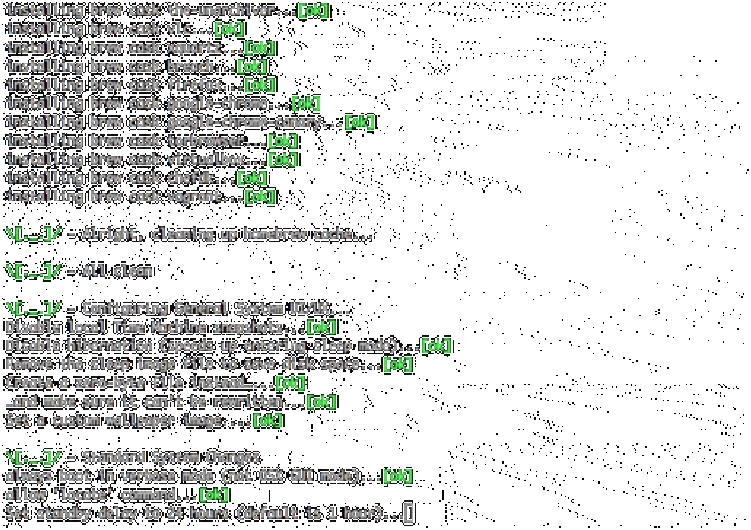 installing brew cask the-unarchiver...[ok]
installing brew cask vlc...[ok]
installing brew cask xquartz...[ok]
installing brew cask brave...[ok]
installing brew cask firefox...[ok]
installing brew cask google-chrome...[ok]
installing brew cask google-chrome-canary...[ok]
installing brew cask torbrowser...[ok]
installing brew cask virtualbox...[ok]
installing brew cask chefdk...[ok]
installing brew cask vagrant...[ok]
\[._.]/ - Alright, cleaning up homebrew cache...
\[._.]/ - All clean
\[._.]/ - Configuring General System UI/UX...
Disable local Time Machine snapshots...[ok]
Disable hibernation (speeds up entering sleep mode)...[ok]
Remove the sleep image file to save disk space...[ok]
Create a zero-byte file instead...[ok]
…and make sure it can't be rewritten...[ok]
Set a custom wallpaper image...[ok]
\[._.]/ - Standard System Changes
always boot in verbose mode (not OSX GUI mode)...[ok]
allow 'locate' command...[ok]
Set standby delay to 24 hours (default is 1 hour)...